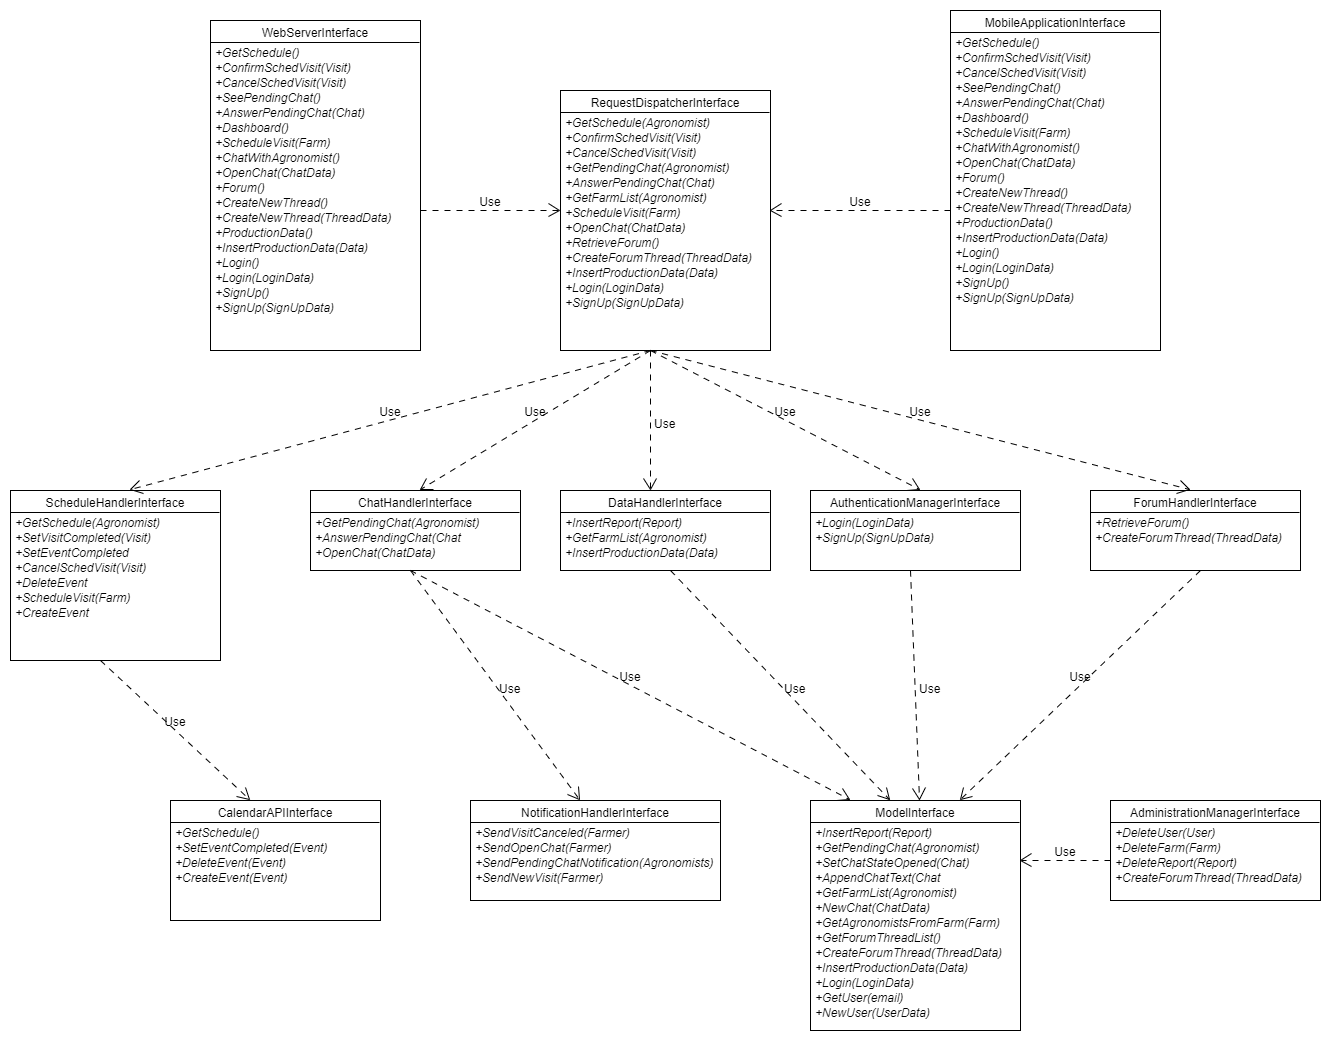 WebServerInterface
+GetSchedule()
+ConfirmSchedVisit(Visit)
+CancelSchedVisit(Visit)
+SeePendingChat()
+AnswerPendingChat(Chat)
+Dashboard()
+ScheduleVisit(Farm)
+ChatWithAgronomist()
+OpenChat(ChatData)
+Forum()
+CreateNewThread()
+CreateNewThread(ThreadData)
+ProductionData()
+InsertProductionData(Data)
+Login()
+Login(LoginData)
+SignUp()
+SignUp(SignUpData)
Use
RequestDispatcherInterface
+GetSchedule(Agronomist)
+ConfirmSchedVisit(Visit)
+CancelSchedVisit(Visit)
+GetPendingChat(Agronomist)
+AnswerPendingChat(Chat)
+GetFarmList(Agronomist)
+ScheduleVisit(Farm)
+OpenChat(ChatData)
+RetrieveForum()
+CreateForumThread(ThreadData)
+InsertProductionData(Data)
+Login(LoginData)
+SignUp(SignUpData)
Use
MobileApplicationInterface
+GetSchedule()
+ConfirmSchedVisit(Visit)
+CancelSchedVisit(Visit)
+SeePendingChat()
+AnswerPendingChat(Chat)
+Dashboard()
+ScheduleVisit(Farm)
+ChatWithAgronomist()
+OpenChat(ChatData)
+Forum()
+CreateNewThread()
+CreateNewThread(ThreadData)
+ProductionData()
+InsertProductionData(Data)
+Login()
+Login(LoginData)
+SignUp()
+SignUp(SignUpData)
Use
Use
Use
Use
Use
ScheduleHandlerInterface
+GetSchedule(Agronomist)
+SetVisitCompleted(Visit)
+SetEventCompleted
+CancelSchedVisit(Visit)
+DeleteEvent
+ScheduleVisit(Farm)
+CreateEvent
ChatHandlerInterface
+GetPendingChat(Agronomist)
+AnswerPendingChat(Chat
+OpenChat(ChatData)
DataHandlerInterface
+InsertReport(Report)
+GetFarmList(Agronomist)
+InsertProductionData(Data)
AuthenticationManagerInterface
+Login(LoginData)
+SignUp(SignUpData)
ForumHandlerInterface
+RetrieveForum()
+CreateForumThread(ThreadData)
Use
Use
Use
Use
Use
Use
CalendarAPIInterface
+GetSchedule()
+SetEventCompleted(Event)
+DeleteEvent(Event)
+CreateEvent(Event)
NotificationHandlerInterface
+SendVisitCanceled(Farmer)
+SendOpenChat(Farmer)
+SendPendingChatNotification(Agronomists)
+SendNewVisit(Farmer)
ModelInterface
+InsertReport(Report)
+GetPendingChat(Agronomist)
+SetChatStateOpened(Chat)
+AppendChatText(Chat
+GetFarmList(Agronomist)
+NewChat(ChatData)
+GetAgronomistsFromFarm(Farm)
+GetForumThreadList()
+CreateForumThread(ThreadData)
+InsertProductionData(Data)
+Login(LoginData)
+GetUser(email)
+NewUser(UserData)
Use
AdministrationManagerInterface
+DeleteUser(User)
+DeleteFarm(Farm)
+DeleteReport(Report)
+CreateForumThread(ThreadData)